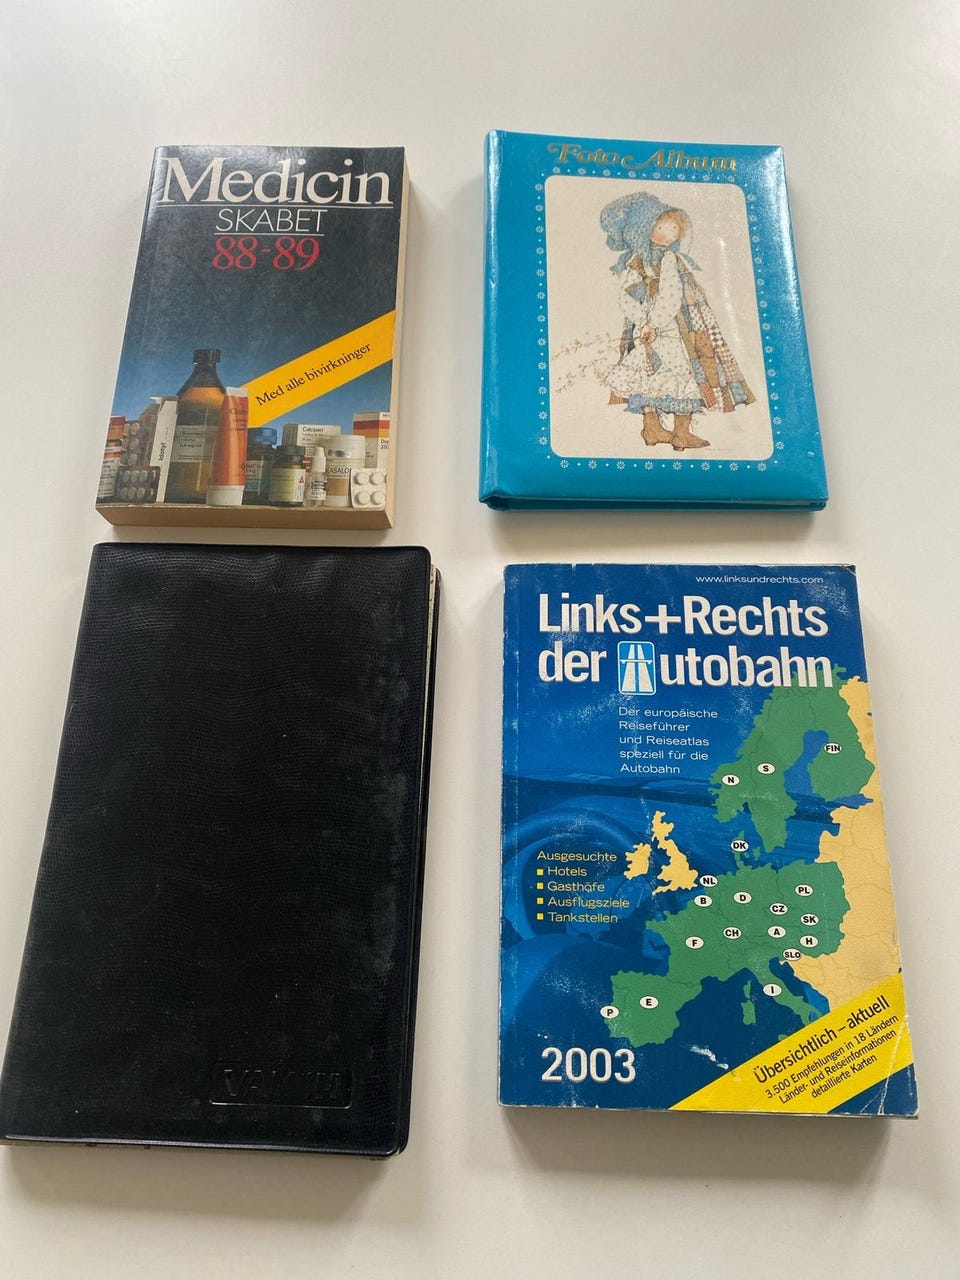 Medicin
SKABET
88-89
Med alle bivirkninger
Idotyl
Calciperl
Foto Album
www.linksundrechts.com
Links+Rechts
der Autobahn
Der europäische
Reiseführer
und Reiseatlas
speziell für die
Autobahn
FIN
S
N
DK
Ausgesuchte
Hotels
Gasthöfe
Ausflugsziele
Tankstellen
NL
B
D
PL
CZ
SK
F
CH
A
H
SLO
I
E
P
2003
Übersichtlich – aktuell
3.500 Empfehlungen in 18 Ländern
Länder- und Reiseinformationen
detaillierte Karten